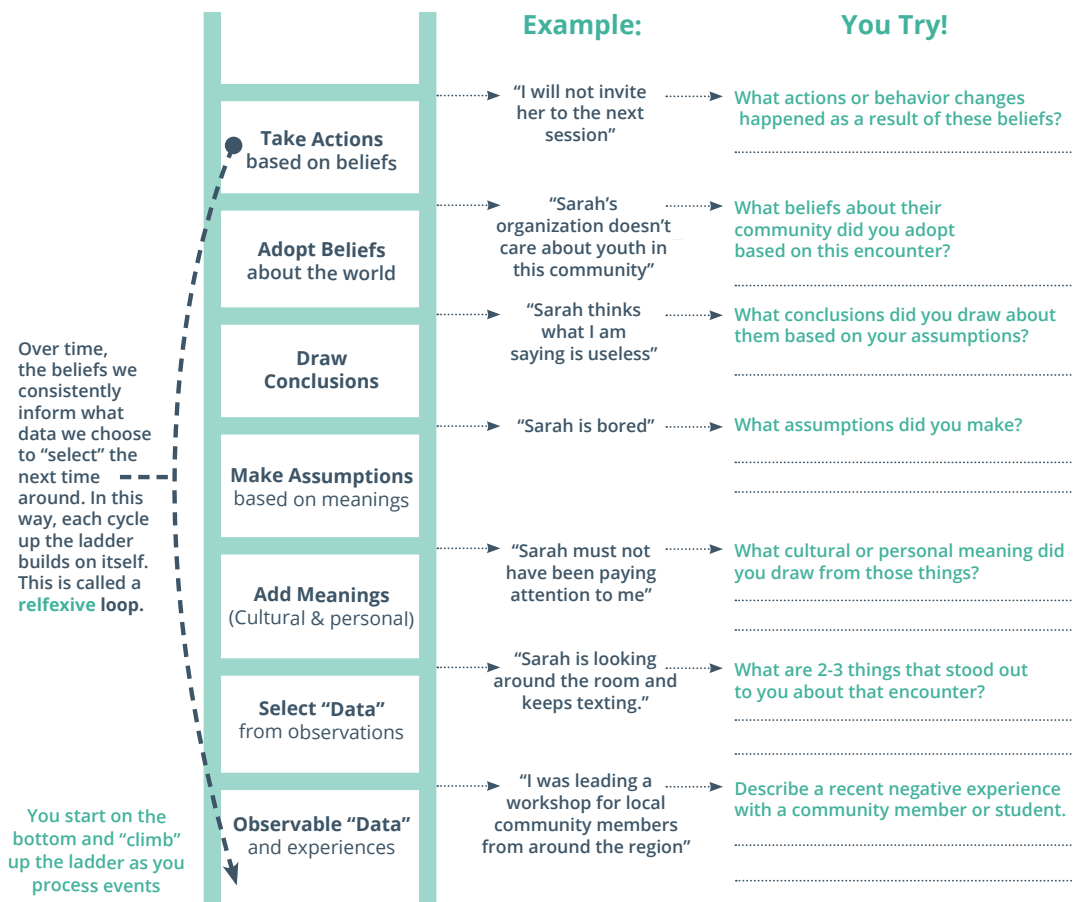 Example:
You Try!
Take Actions
based on beliefs
“I will not invite
her to the next
session”
What actions or behavior changes
happened as a result of these beliefs?
Adopt Beliefs
about the world
“Sarah’s
organization doesn’t
care about youth in
this community”
What beliefs about their
community did you adopt
based on this encounter?
Draw
Conclusions
“Sarah thinks
what I am
saying is useless”
What conclusions did you draw about
them based on your assumptions?
Over time,
the beliefs we
consistently
inform what
data we choose
to “select” the
next time
around. In this
way, each cycle
up the ladder
builds on itself.
This is called a
relfexive loop.
Make Assumptions
based on meanings
“Sarah is bored”
What assumptions did you make?
Add Meanings
(Cultural & personal)
“Sarah must not
have been paying
attention to me”
What cultural or personal meaning did
you draw from those things?
Select “Data”
from observations
“Sarah is looking
around the room and
keeps texting.”
What are 2-3 things that stood out
to you about that encounter?
Observable “Data”
and experiences
“I was leading a
workshop for local
community members
from around the region”
Describe a recent negative experience
with a community member or student.
You start on the
bottom and “climb”
up the ladder as you
process events